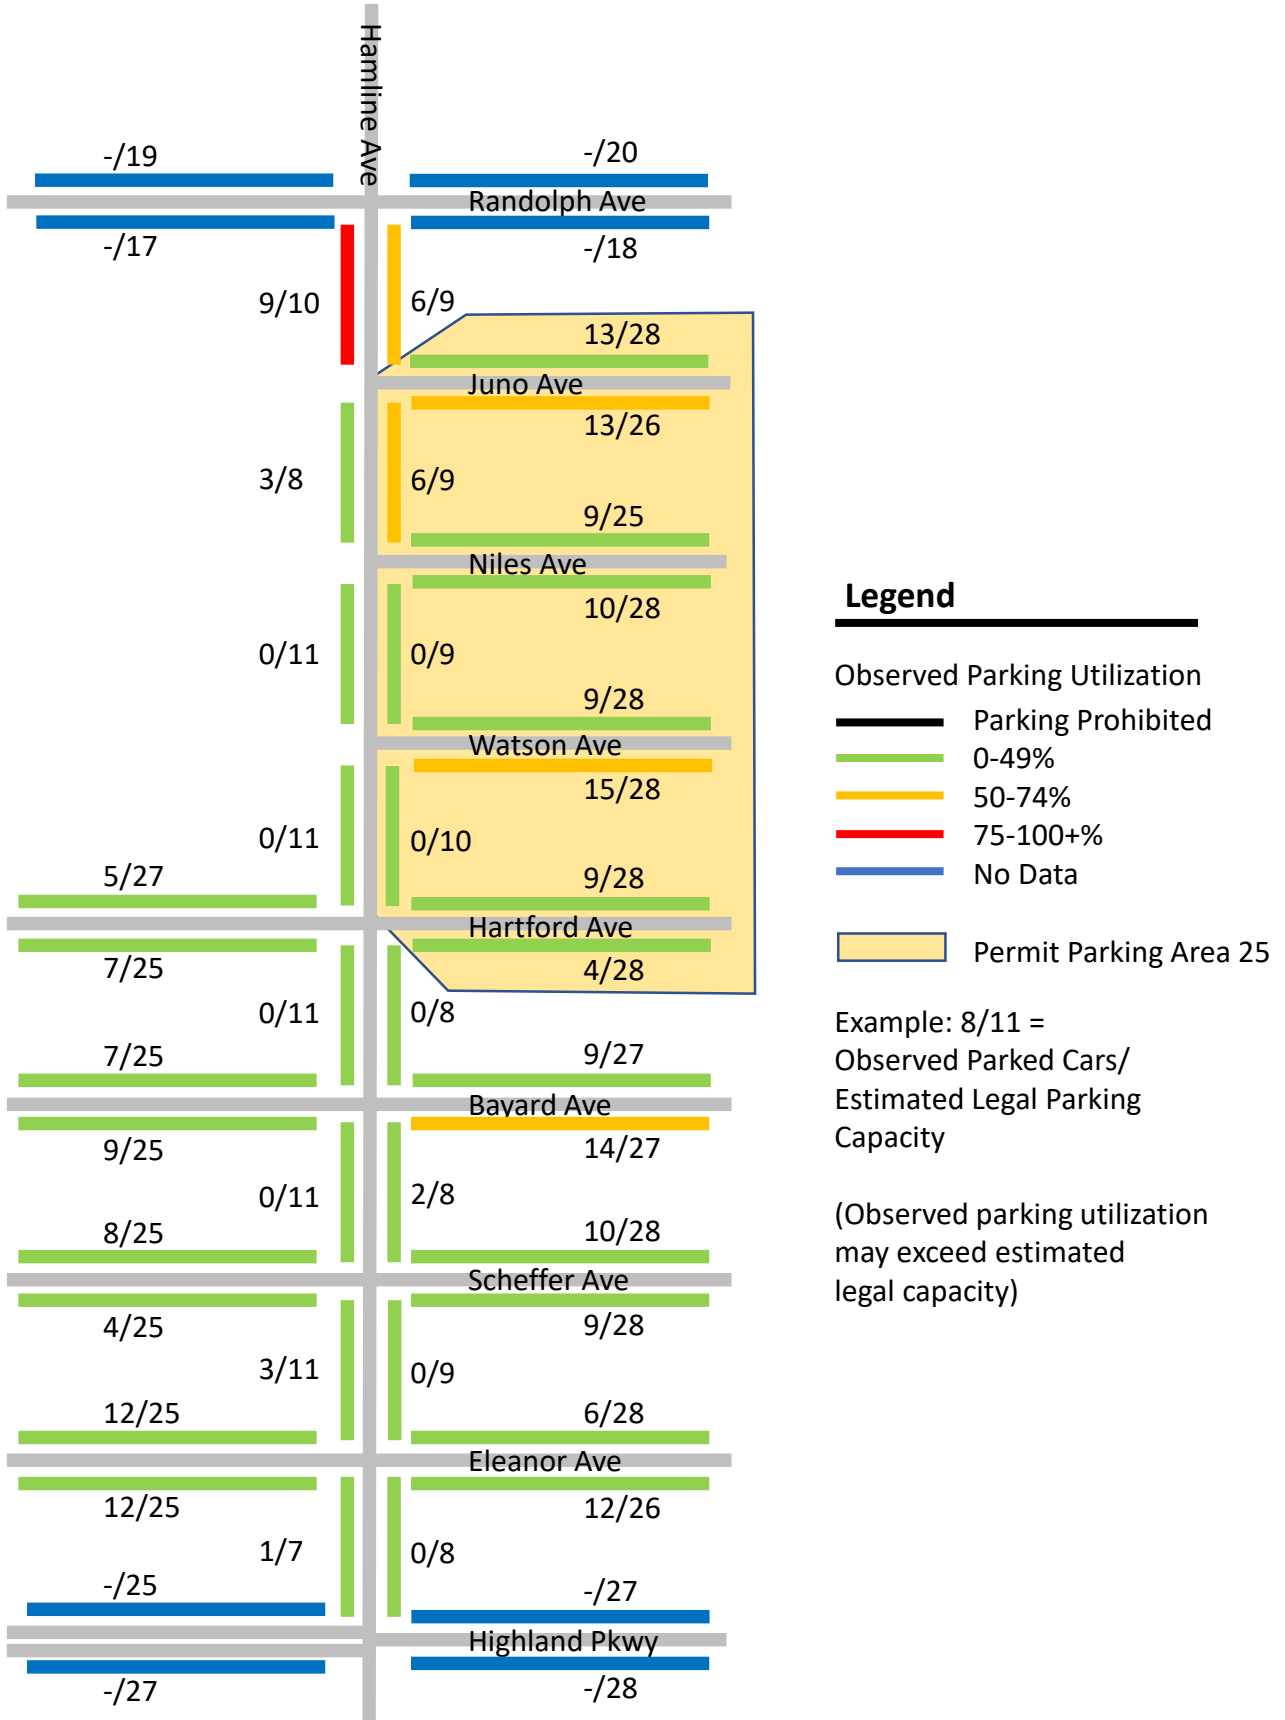 Hamline Ave
-/19
-/20
Randolph Ave
-/17
-/18
9/10
6/9
13/28
Juno Ave
13/26
3/8
6/9
9/25
Niles Ave
10/28
0/11
0/9
9/28
Watson Ave
15/28
0/11
0/10
5/27
9/28
Hartford Ave
7/25
4/28
0/11
0/8
7/25
9/27
Bayard Ave
9/25
14/27
0/11
2/8
8/25
10/28
Scheffer Ave
4/25
9/28
3/11
0/9
12/25
6/28
Eleanor Ave
12/25
12/26
1/7
0/8
-/25
-/27
Highland Pkwy
-/27
-/28
Legend
Observed Parking Utilization
Parking Prohibited
0-49%
50-74%
75-100+%
No Data
Permit Parking Area 25
Example: 8/11 =
Observed Parked Cars/
Estimated Legal Parking
Capacity
(Observed parking utilization
may exceed estimated
legal capacity)